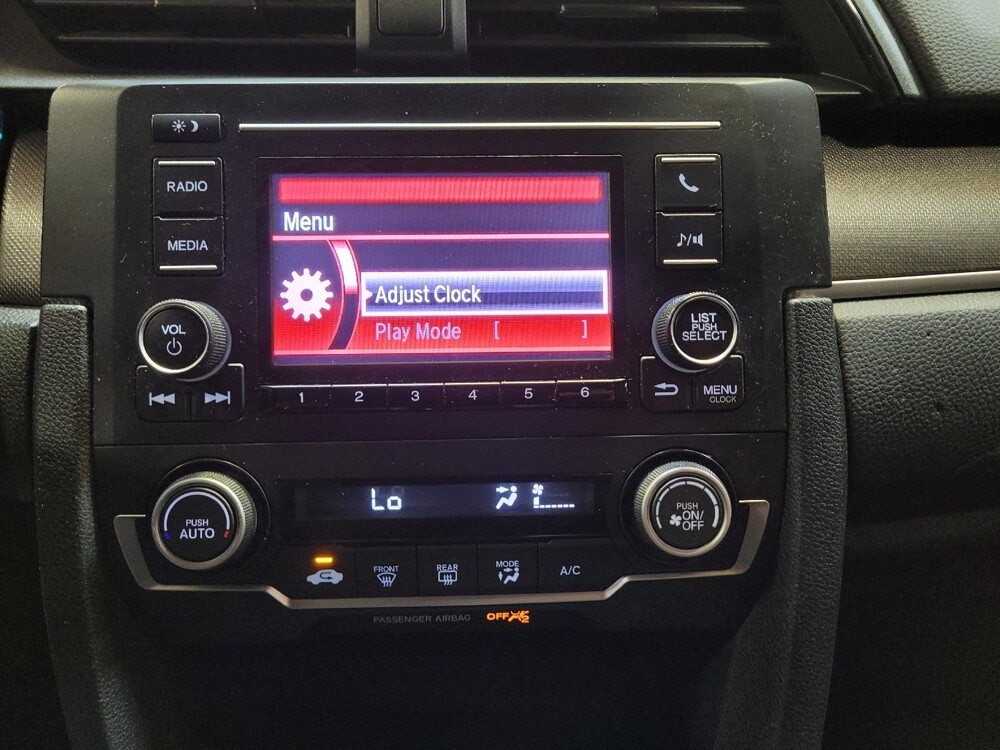 RADIO
MEDIA
Menu
Adjust Clock
Play Mode [ ]
VOL
LIST
PUSH
SELECT
MENU
CLOCK
1 2 3 4 5 6
Lo
PUSH
AUTO
PUSH
ON/
OFF
FRONT
REAR
MODE
A/C
PASSENGER AIRBAG OFF 2